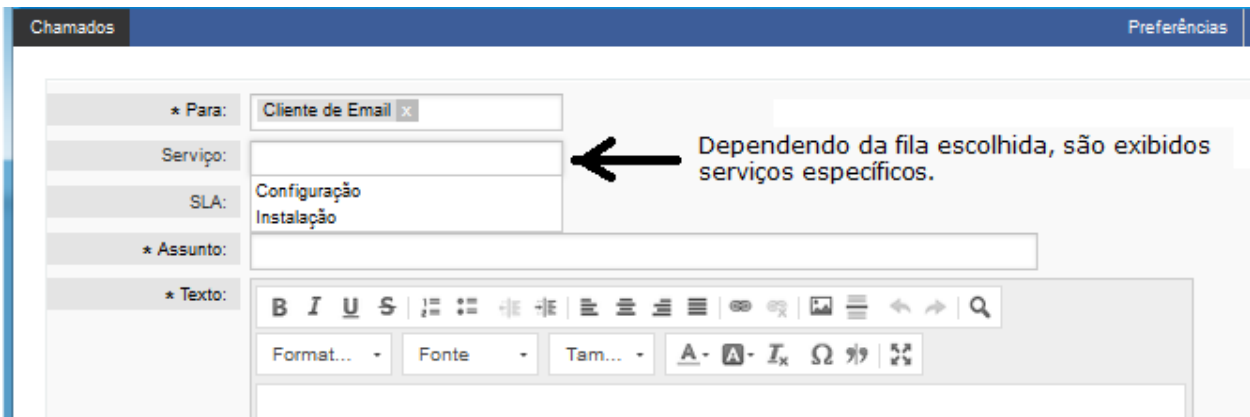 Chamados Preferências
* Para: Cliente de Email x
Serviço:
Dependendo da fila escolhida, são exibidos
serviços específicos.
SLA:
Configuração
Instalação
* Assunto:
* Texto:
B I U S
Format... Fonte Tam... A A Ix Ω